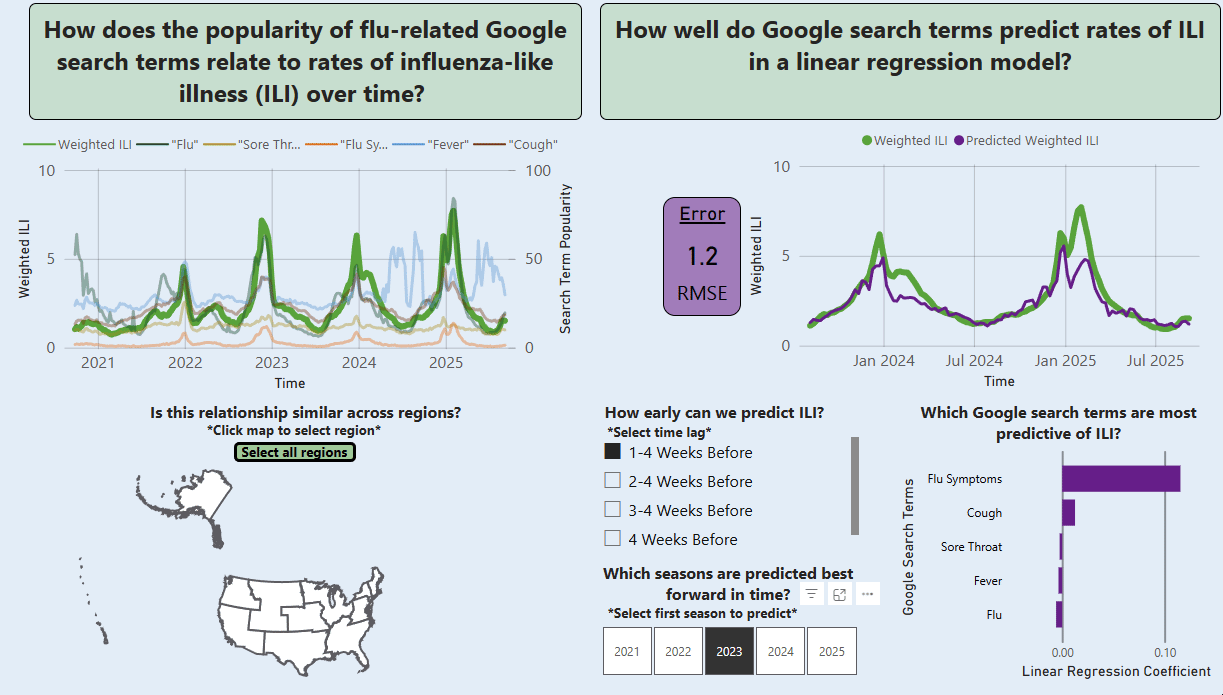 How does the popularity of flu-related Google
search terms relate to rates of influenza-like
illness (ILI) over time?
Weighted ILI "Flu" "Sore Thr... "Flu Sy... "Fever" "Cough"
10 100
5 50
0 0
Weighted ILI
Search Term Popularity
2021 2022 2023 2024 2025
Time
Is this relationship similar across regions?
*Click map to select region*
Select all regions
How well do Google search terms predict rates of ILI
in a linear regression model?
Error
1.2
RMSE
Weighted ILI Predicted Weighted ILI
10
5
0
Weighted ILI
Jan 2024 Jul 2024 Jan 2025 Jul 2025
Time
How early can we predict ILI?
*Select time lag*
1-4 Weeks Before
2-4 Weeks Before
3-4 Weeks Before
4 Weeks Before
Which seasons are predicted best
forward in time?
*Select first season to predict*
2021 2022 2023 2024 2025
Which Google search terms are most
predictive of ILI?
Google Search Terms
Flu Symptoms
Cough
Sore Throat
Fever
Flu
0.00 0.10
Linear Regression Coefficient